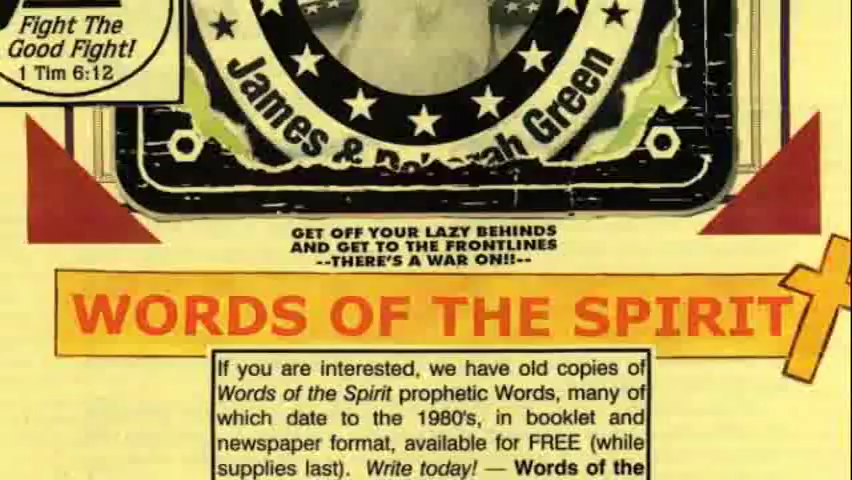 Fight The
Good Fight!
1 Tim 6:12
James & Deborah Green
GET OFF YOUR LAZY BEHINDS
AND GET TO THE FRONTLINES
--THERE'S A WAR ON!!--
WORDS OF THE SPIRIT
If you are interested, we have old copies of
Words of the Spirit prophetic Words, many of
which date to the 1980's, in booklet and
newspaper format, available for FREE (while
supplies last). Write today! — Words of the